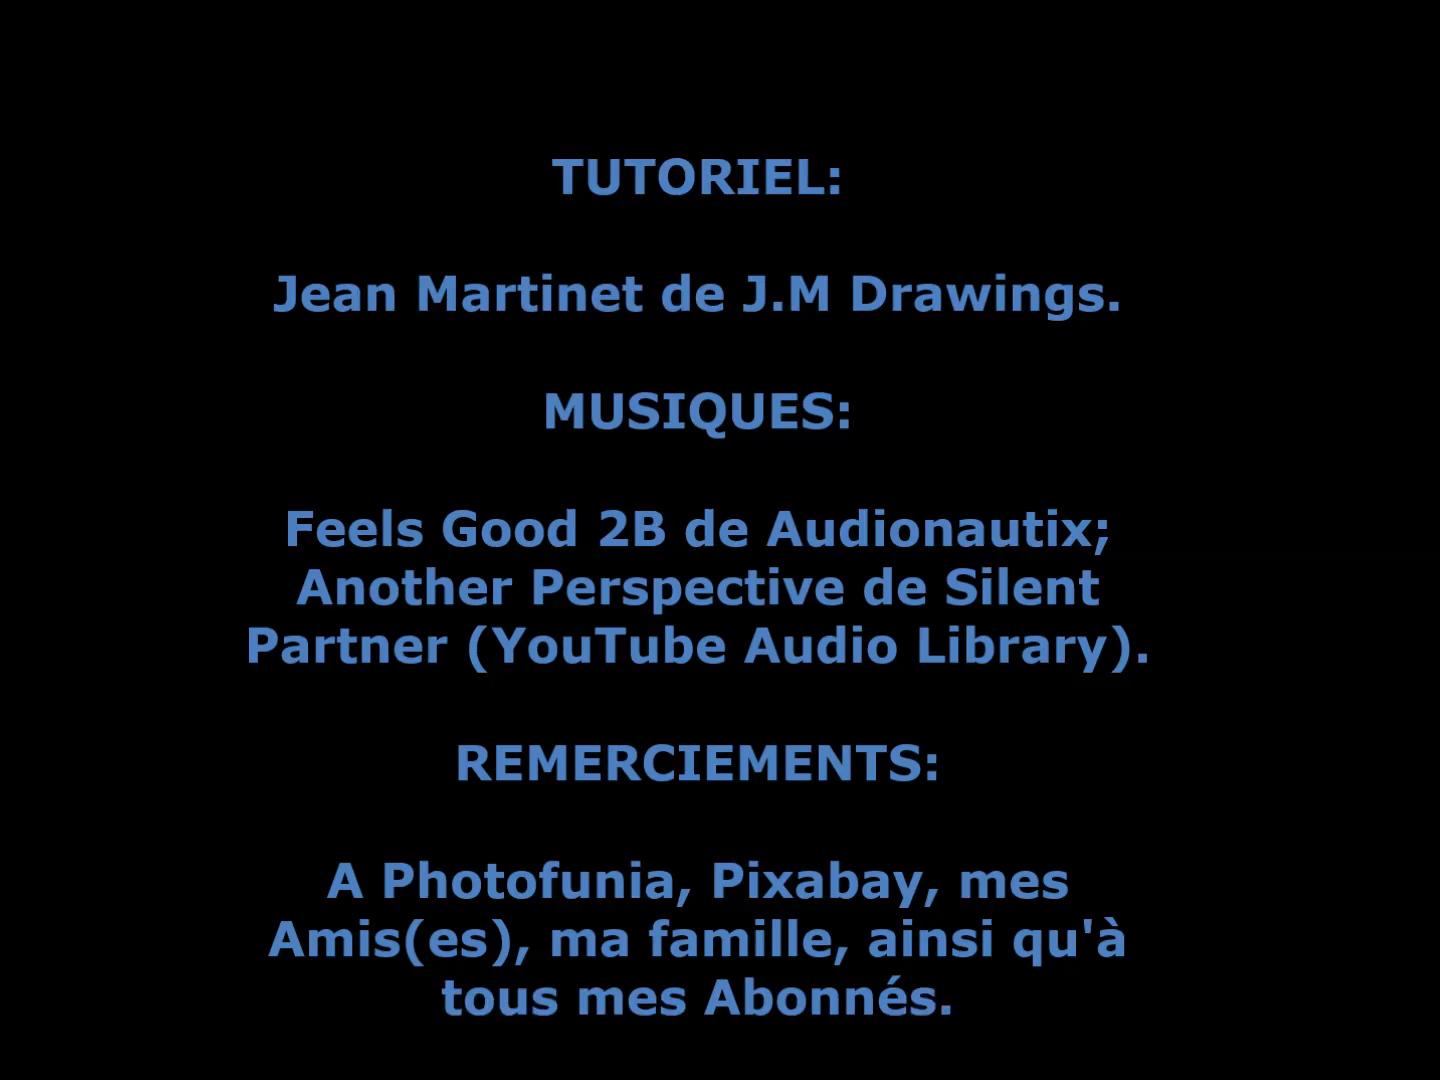 TUTORIEL:
Jean Martinet de J.M Drawings.
MUSIQUES:
Feels Good 2B de Audionautix;
Another Perspective de Silent
Partner (YouTube Audio Library).
REMERCIEMENTS:
A Photofunia, Pixabay, mes
Amis(es), ma famille, ainsi qu'à
tous mes Abonnés.